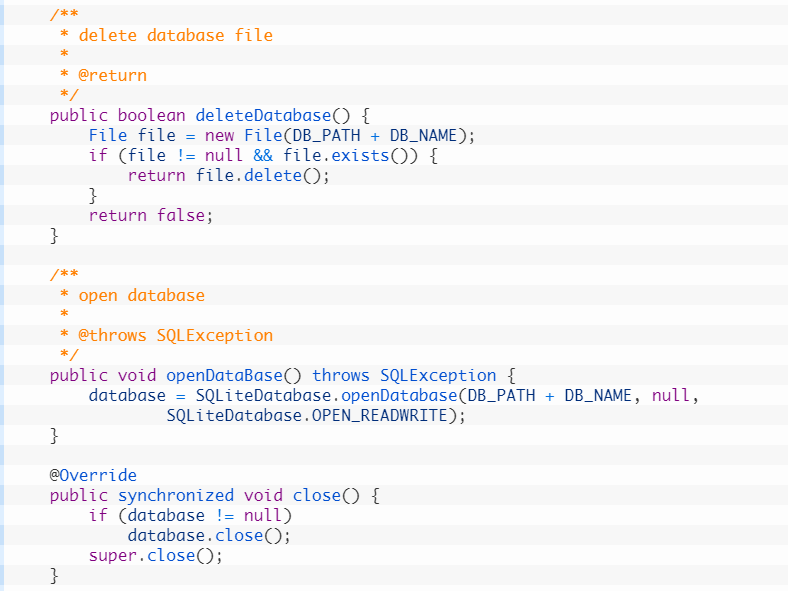 /**
 * delete database file
 *
 * @return
 */
public boolean deleteDatabase() {
    File file = new File(DB_PATH + DB_NAME);
    if (file != null && file.exists()) {
        return file.delete();
    }
    return false;
}

/**
 * open database
 *
 * @throws SQLException
 */
public void openDataBase() throws SQLException {
    database = SQLiteDatabase.openDatabase(DB_PATH + DB_NAME, null,
            SQLiteDatabase.OPEN_READWRITE);
}

@Override
public synchronized void close() {
    if (database != null)
        database.close();
    super.close();
}